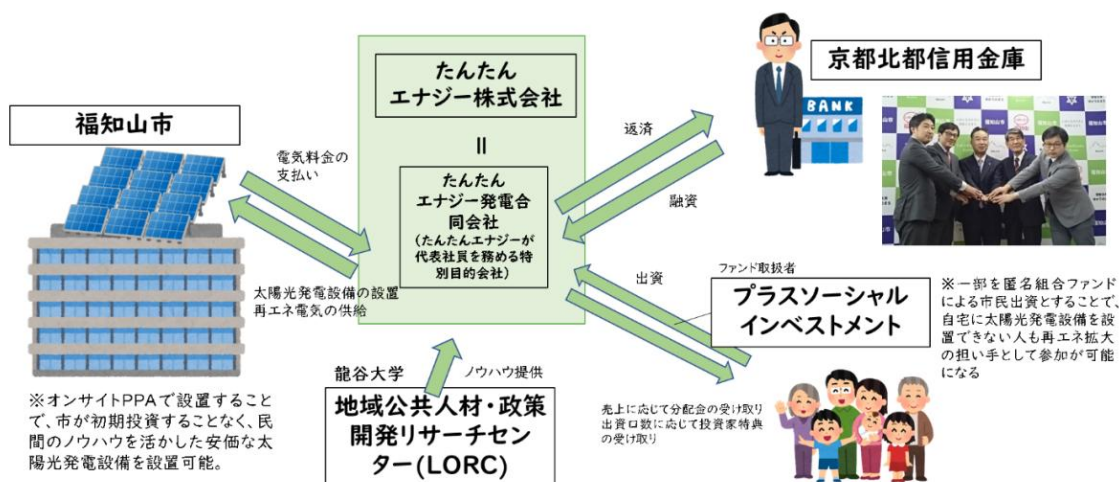 福知山市
電気料金の
支払い
太陽光発電設備の設置
再エネ電気の供給
※オンサイトPPAで設置すること
で、市が初期投資することなく、民
間のノウハウを活かした安価な太
陽光発電設備を設置可能。
たんたん
エナジー株式会社
=
たんたん
エナジー発電合
同会社
(たんたんエナジーが
代表社員を務める特
別目的会社)
龍谷大学
ノウハウ提供
地域公共人材・政策
開発リサーチセン
ター(LORC)
返済
融資
BANK
京都北都信用金庫
出資
ファンド取扱者
プラスソーシャル
インベストメント
※一部を匿名組合ファンド
による市民出資とすることで、
自宅に太陽光発電設備を設
置できない人も再エネ拡大
の担い手として参加が可能
になる
売上に応じて分配金の受け取り
出資口数に応じて投資家特典
の受け取り